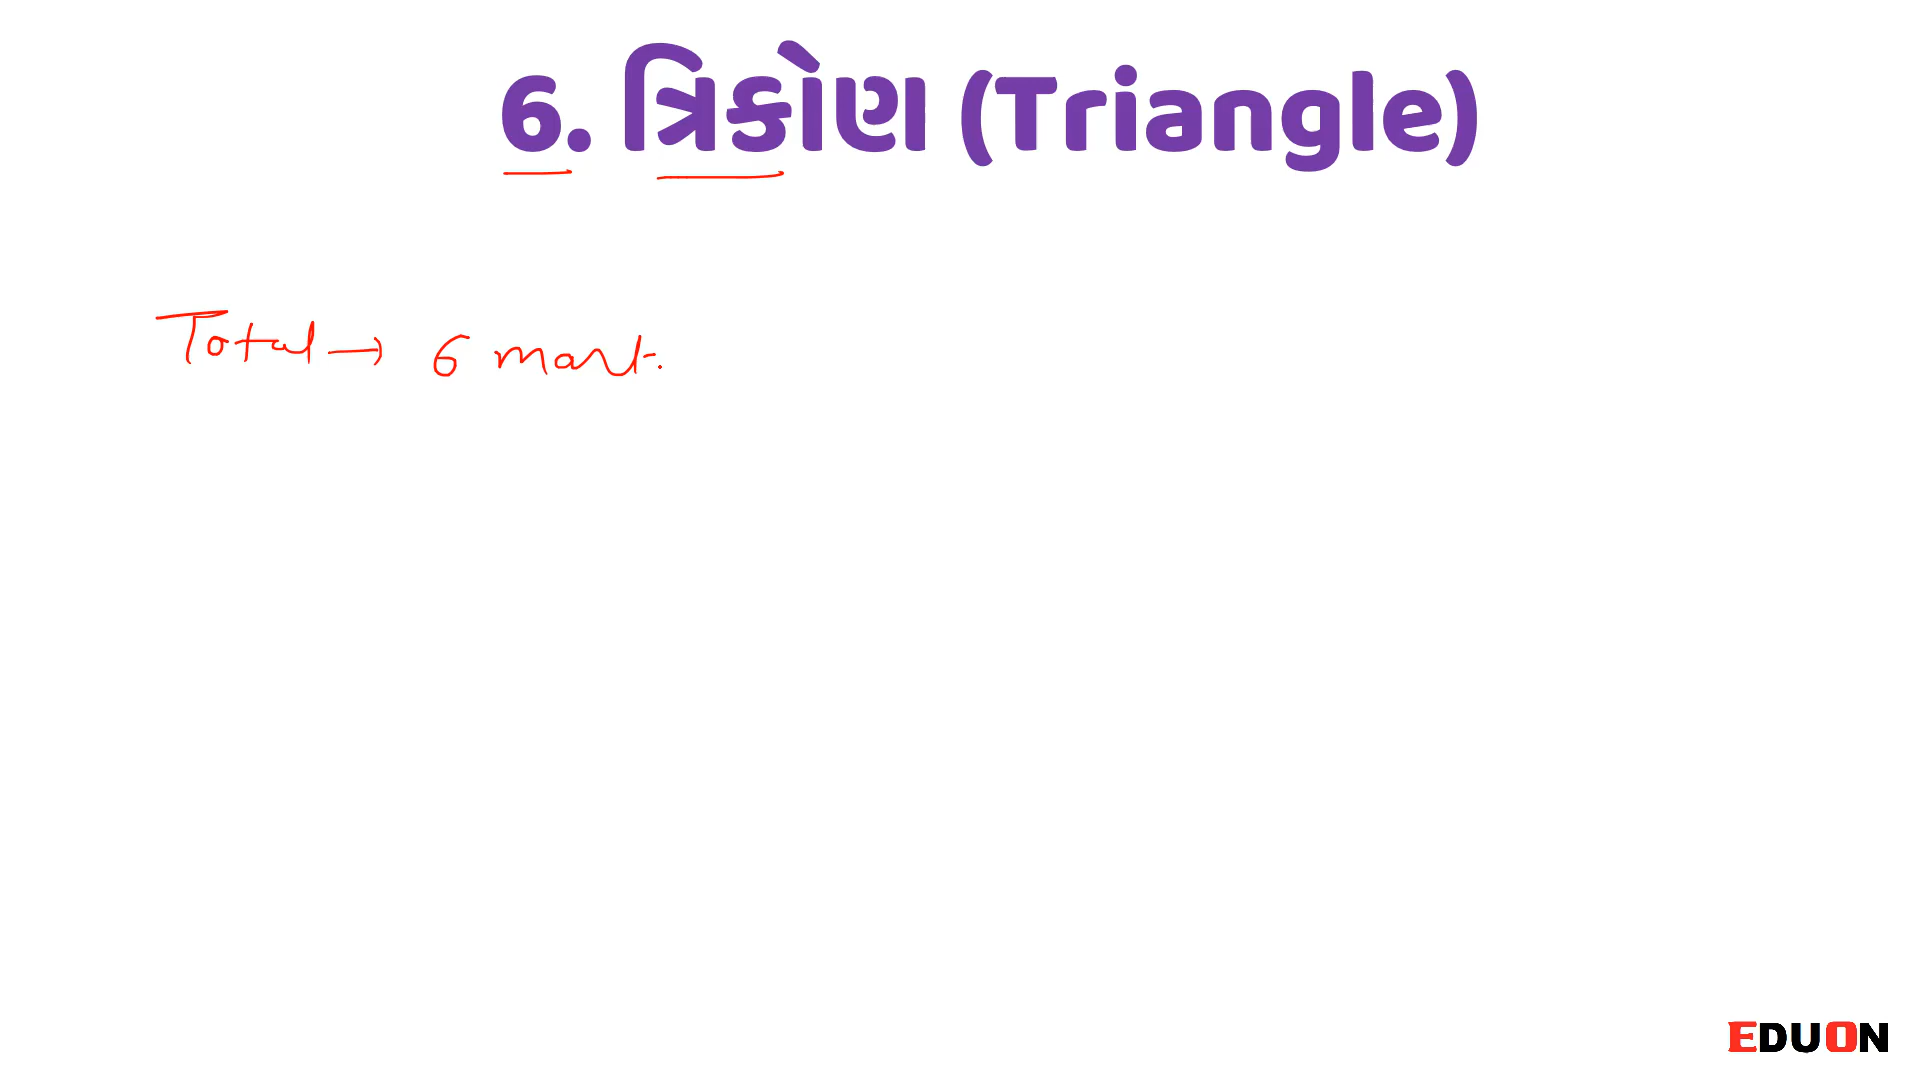 6. ત્રિકોણ (Triangle)
Total → 6 mark.
EDUON